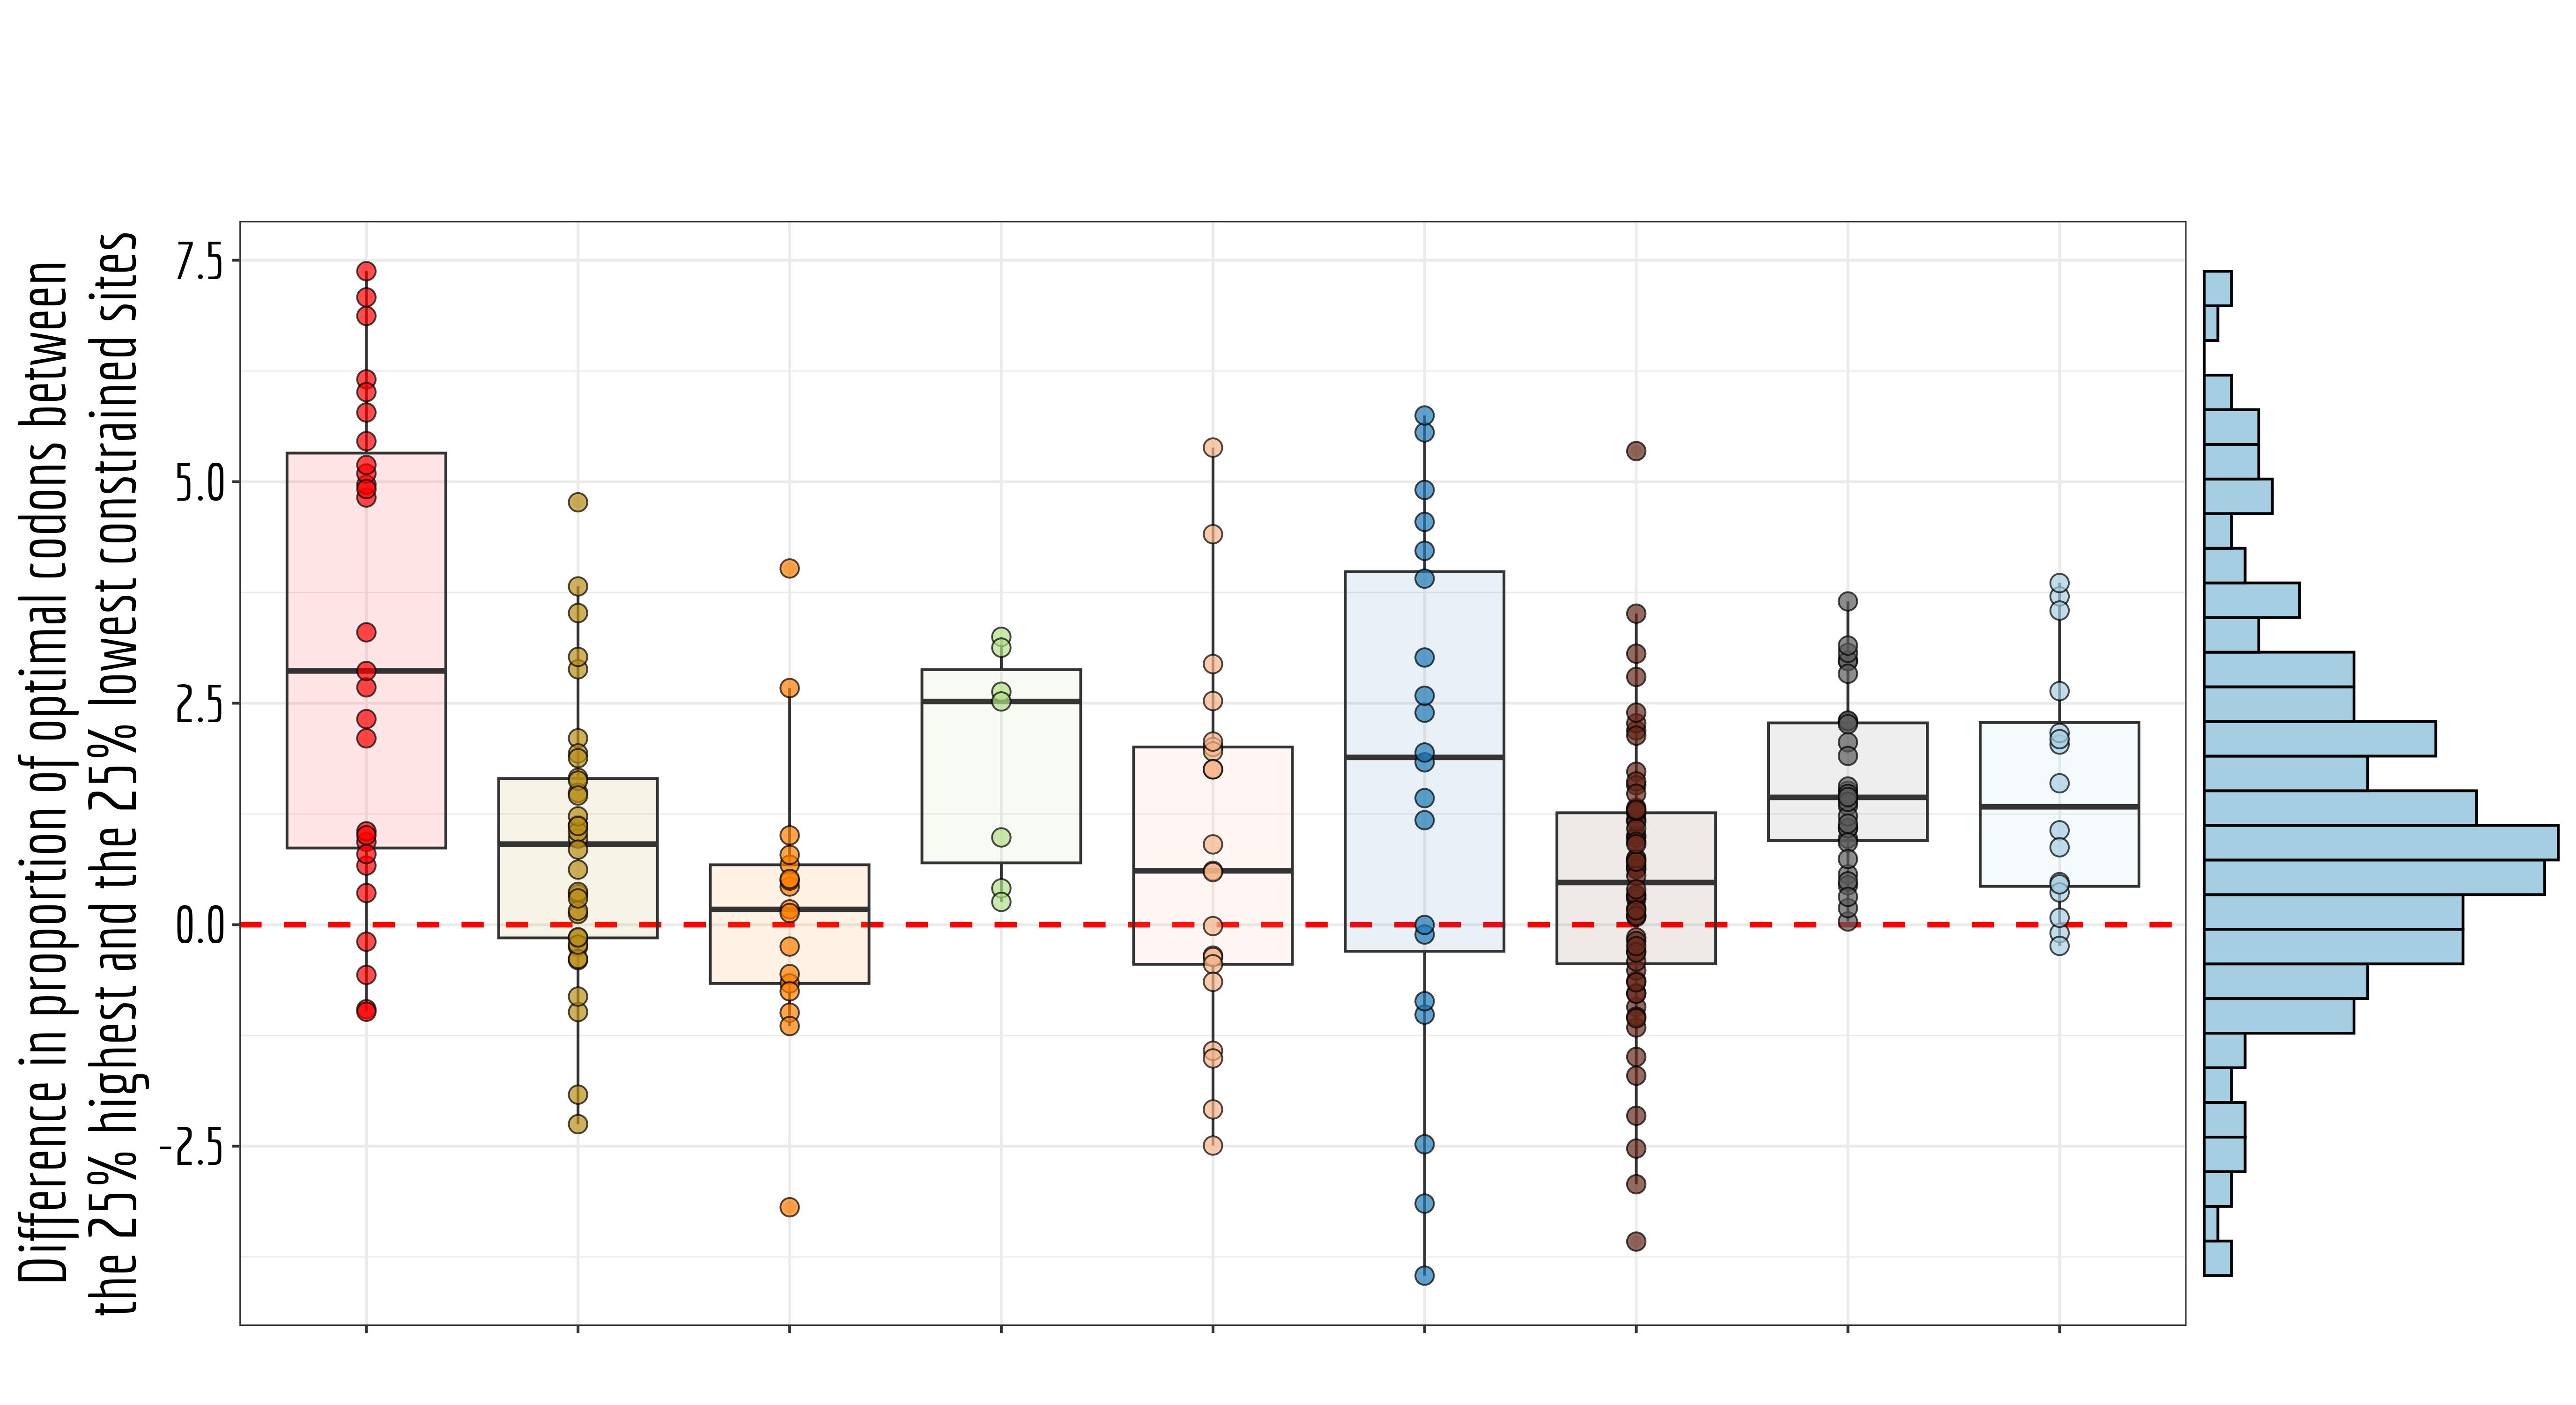 Difference in proportion of optimal codons between
the 25% highest and the 25% lowest constrained sites
7.5
5.0
2.5
0.0
-2.5